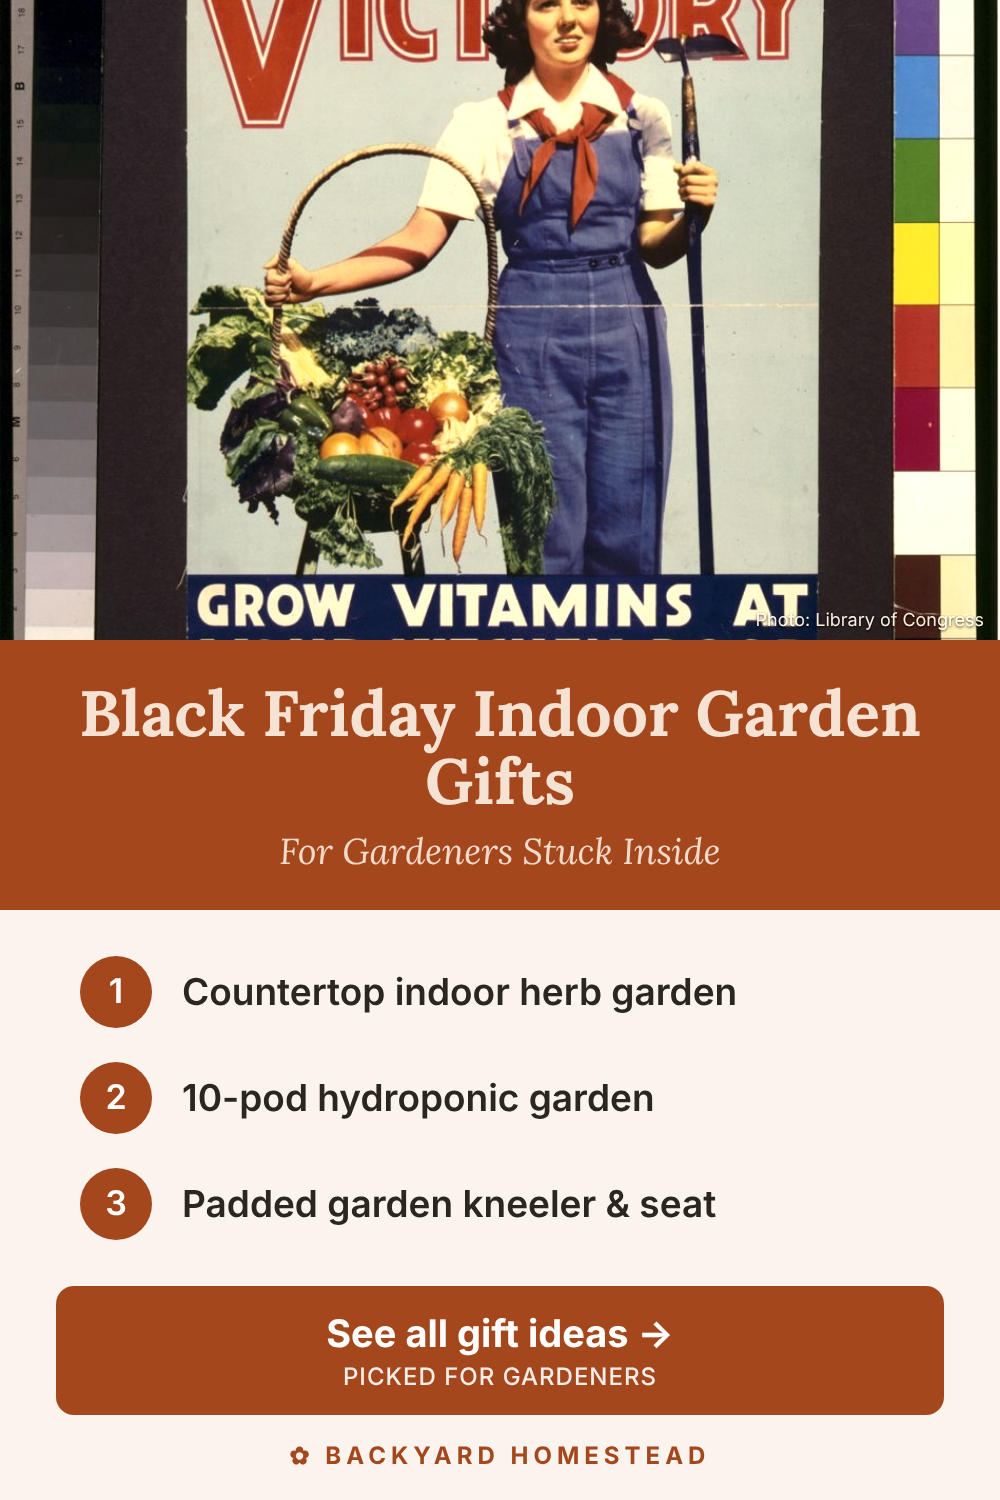 VICTORY
GROW VITAMINS AT
Photo: Library of Congress
Black Friday Indoor Garden
Gifts
For Gardeners Stuck Inside
1 Countertop indoor herb garden
2 10-pod hydroponic garden
3 Padded garden kneeler & seat
See all gift ideas →
PICKED FOR GARDENERS
✿ BACKYARD HOMESTEAD